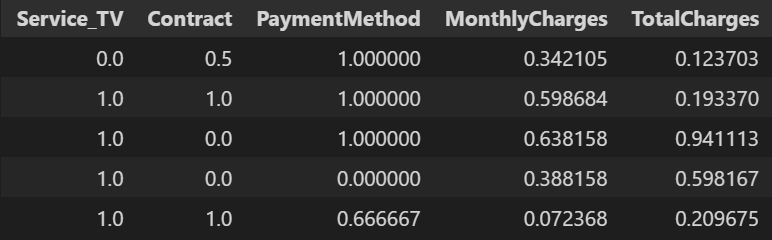 Service_TV Contract PaymentMethod MonthlyCharges TotalCharges
0.0 0.5 1.000000 0.342105 0.123703
1.0 1.0 1.000000 0.598684 0.193370
1.0 0.0 1.000000 0.638158 0.941113
1.0 0.0 0.000000 0.388158 0.598167
1.0 1.0 0.666667 0.072368 0.209675